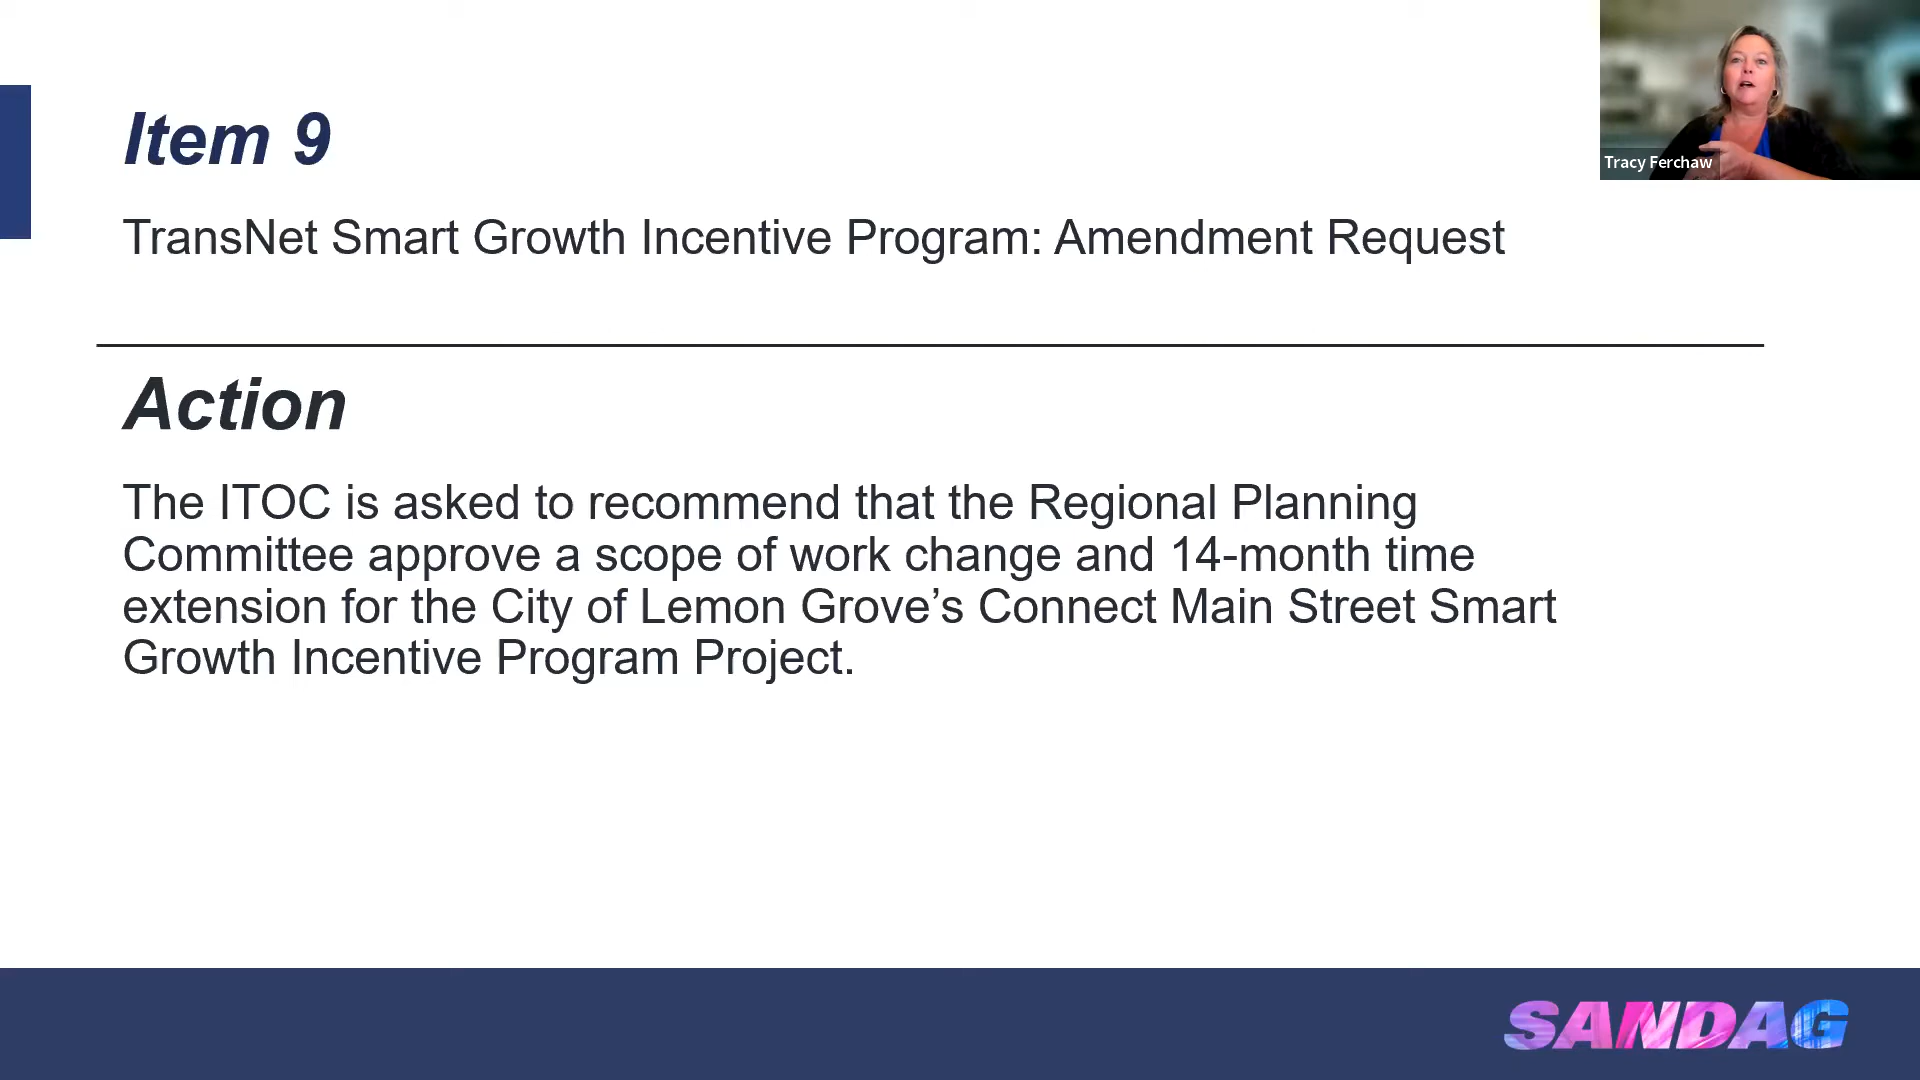 Item 9
TransNet Smart Growth Incentive Program: Amendment Request
Action
The ITOC is asked to recommend that the Regional Planning
Committee approve a scope of work change and 14-month time
extension for the City of Lemon Grove’s Connect Main Street Smart
Growth Incentive Program Project.
Tracy Ferchaw
SANDAG